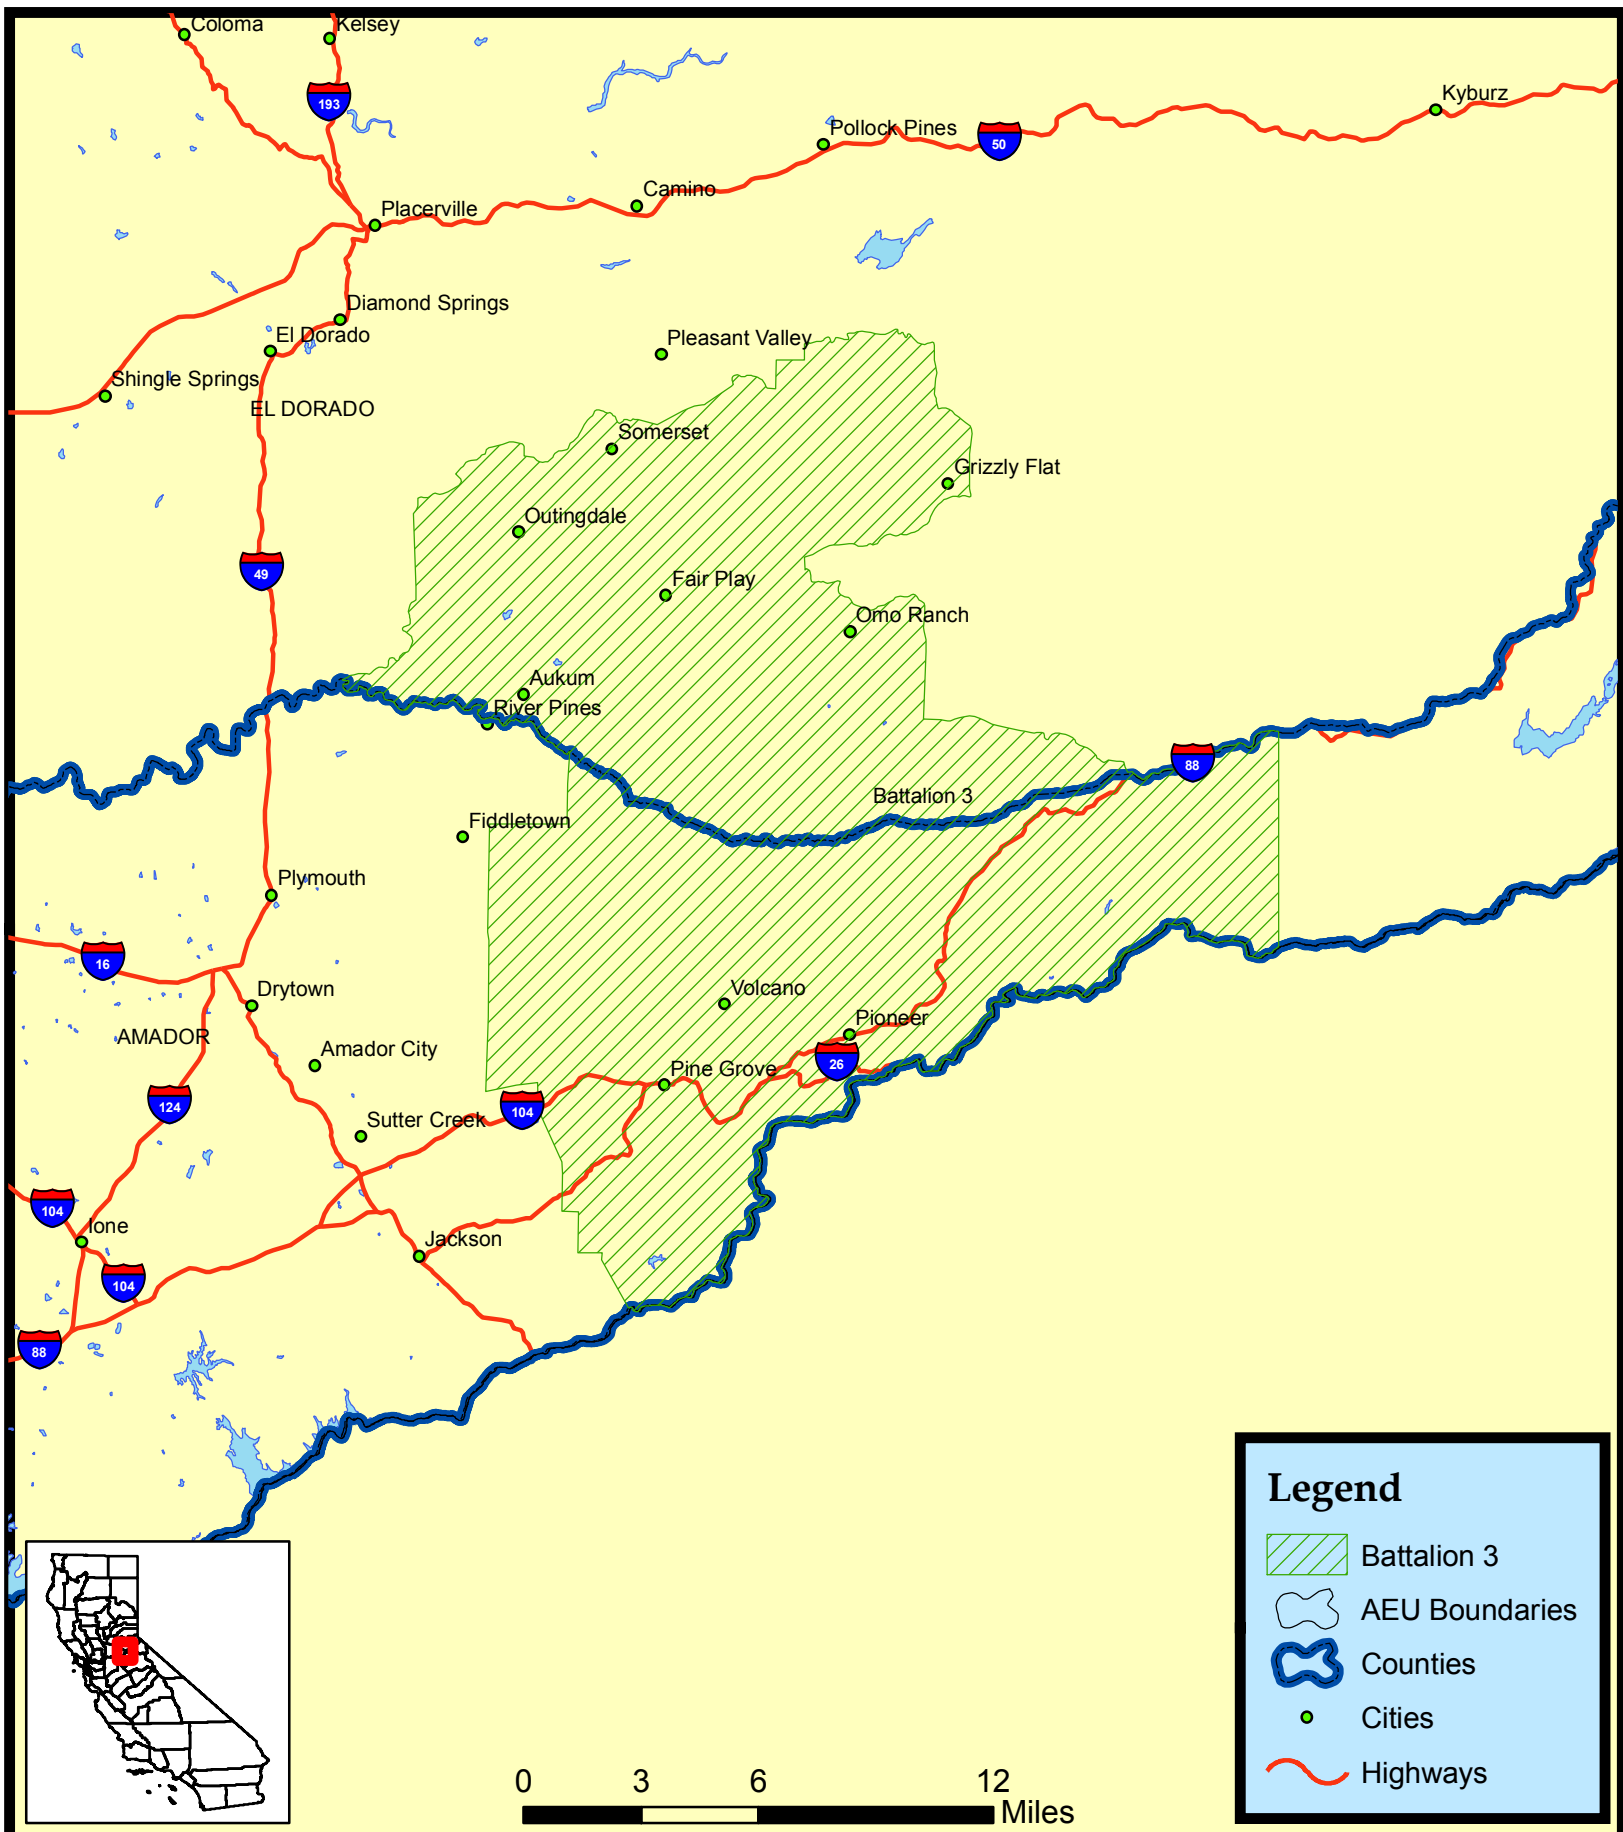 Coloma
Kelsey
193
Kyburz
Pollock Pines
50
Camino
Placerville
Diamond Springs
El Dorado
Pleasant Valley
Shingle Springs
EL DORADO
Somerset
Grizzly Flat
Outingdale
49
Fair Play
Omo Ranch
Aukum
River Pines
88
Battalion 3
Fiddletown
Plymouth
16
Drytown
Volcano
Pioneer
AMADOR
Amador City
26
Pine Grove
124
104
Sutter Creek
104
Ione
Jackson
104
88
Legend
Battalion 3
AEU Boundaries
Counties
Cities
Highways
0 3 6 12
Miles